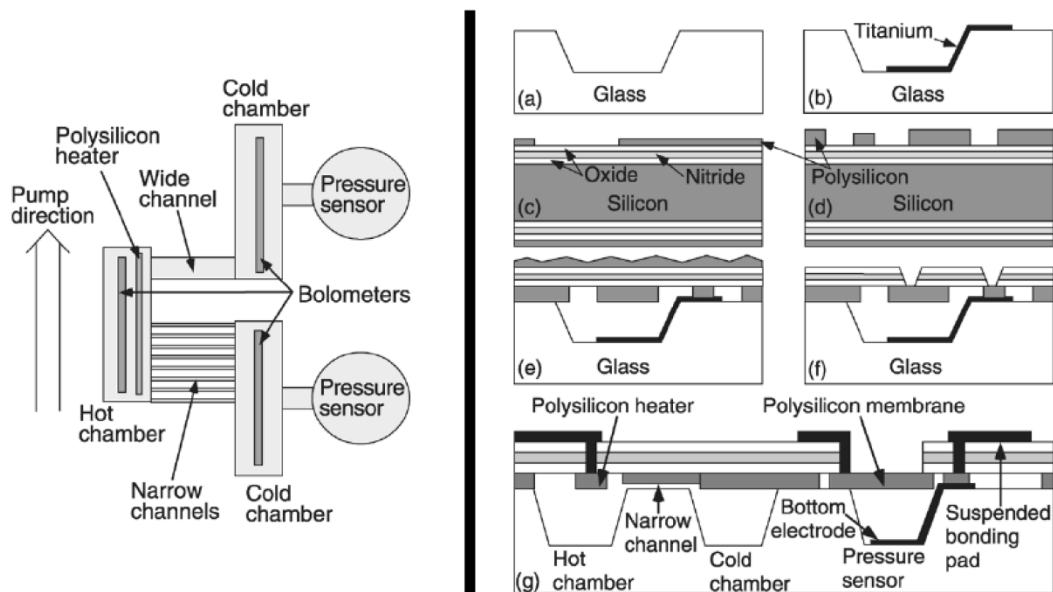 Cold
chamber
Polysilicon
heater
Wide
channel
Pump
direction
Pressure
sensor
Bolometers
Pressure
sensor
Hot
chamber
Narrow
channels
Cold
chamber
(a)
Glass
Titanium
(b)
Glass
Oxide
Nitride
Polysilicon
(c)
Silicon
(d)
Silicon
(e)
Glass
(f)
Glass
Polysilicon heater
Polysilicon membrane
Narrow
channel
Bottom
electrode
Suspended
bonding
pad
(g)
Hot
chamber
Cold
chamber
Pressure
sensor